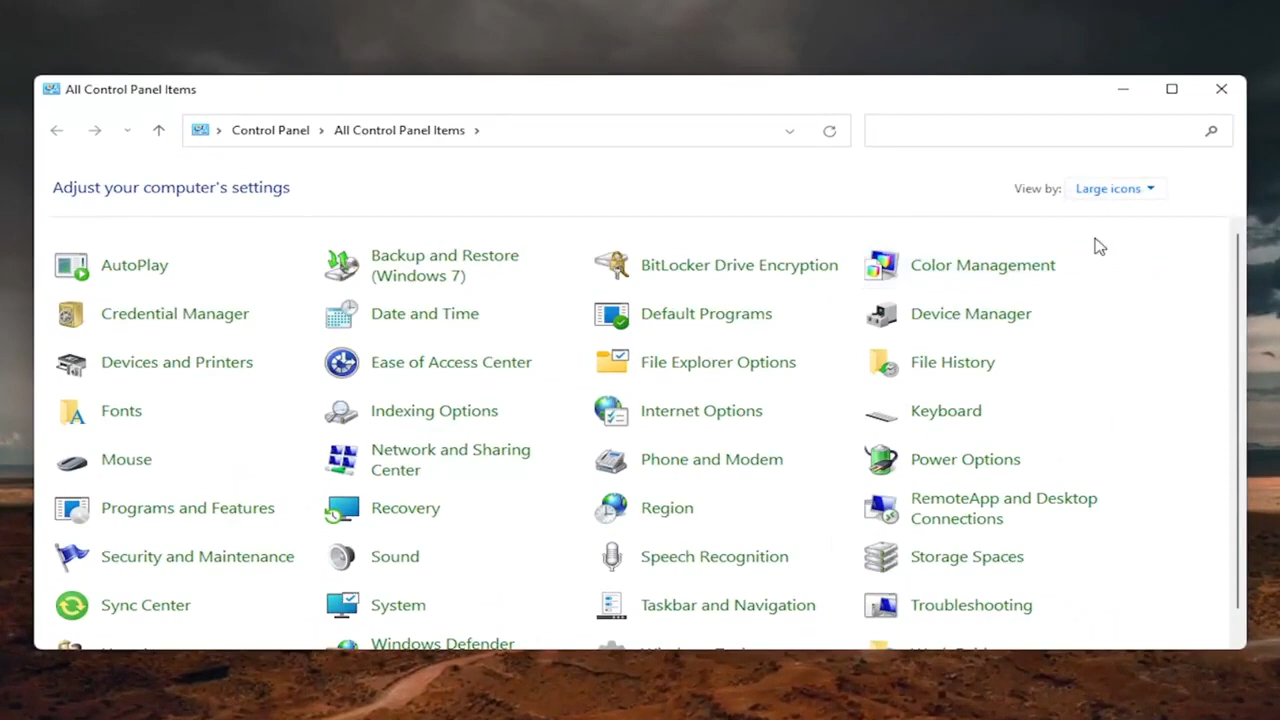 All Control Panel Items
Control Panel
All Control Panel Items
Adjust your computer's settings
View by:
Large icons
AutoPlay
Backup and Restore
(Windows 7)
BitLocker Drive Encryption
Color Management
Credential Manager
Date and Time
Default Programs
Device Manager
Devices and Printers
Ease of Access Center
File Explorer Options
File History
Fonts
Indexing Options
Internet Options
Keyboard
Mouse
Network and Sharing
Center
Phone and Modem
Power Options
Programs and Features
Recovery
Region
RemoteApp and Desktop
Connections
Security and Maintenance
Sound
Speech Recognition
Storage Spaces
Sync Center
System
Taskbar and Navigation
Troubleshooting
Windows Defender